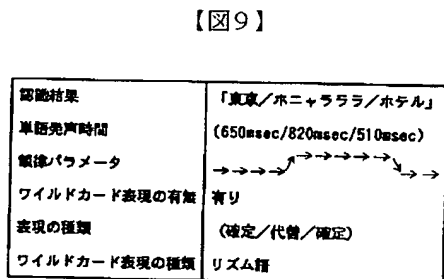 【図9】
認識結果 「東京/ホニャラララ/ホテル」
単語発声時間 (650msec/820msec/510msec)
韻律パラメータ →→→→↗→→→→→↘→→
ワイルドカード表現の有無 有り
表現の種類 (確定/代替/確定)
ワイルドカード表現の種類 リズム語